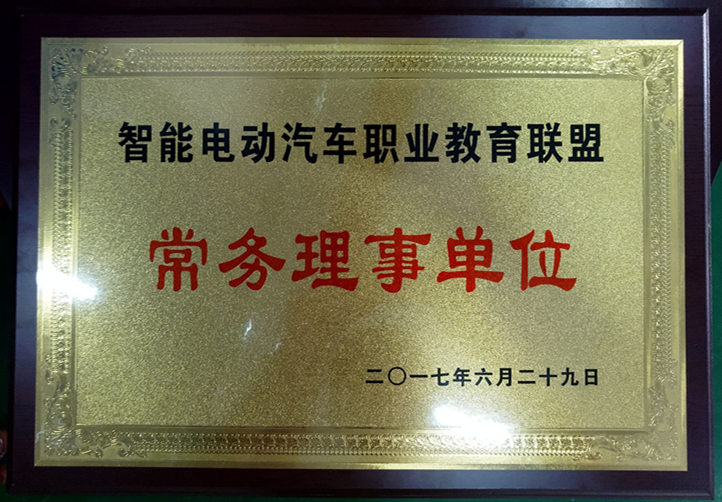 智能电动汽车职业教育联盟
常务理事单位
二〇一七年六月二十九日